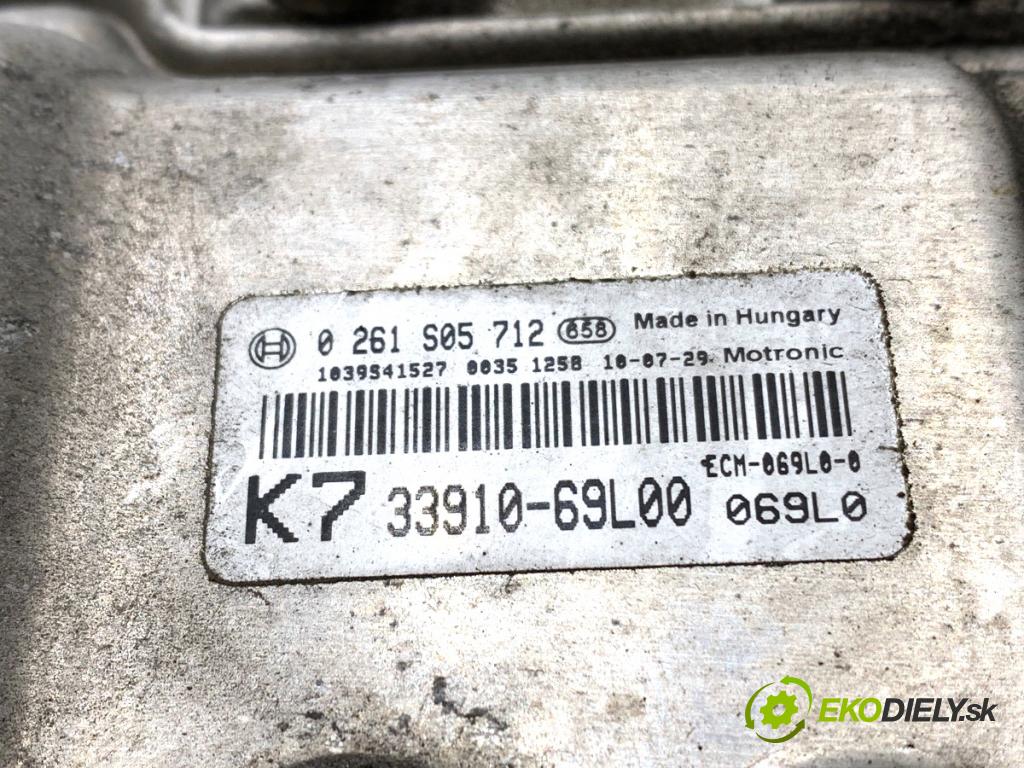 0 261 S05 712 658 Made in Hungary
1039S41527 0035 1258 10-07-29 Motronic
ECM-069L0-0
K7 33910-69L00 069L0
EKODIELY.sk